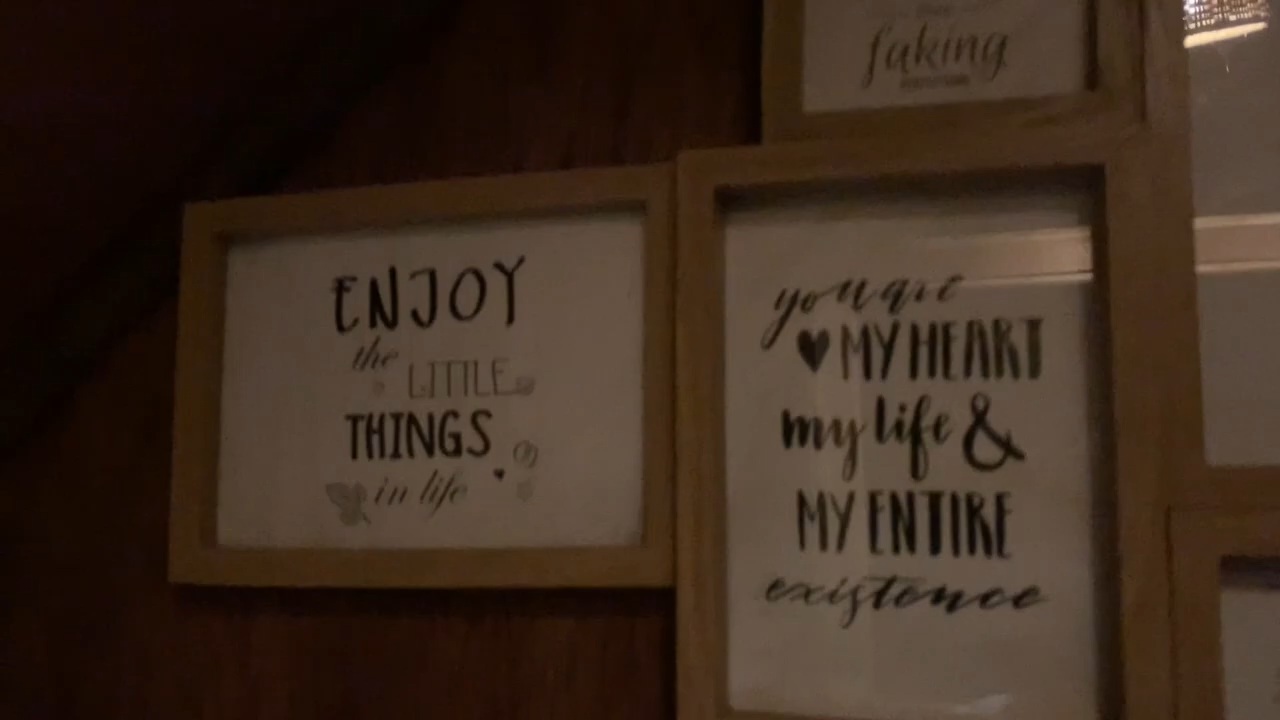 faking
ENJOY
the LITTLE
THINGS
in life
you are
MY HEART
my life &
MY ENTIRE
existence